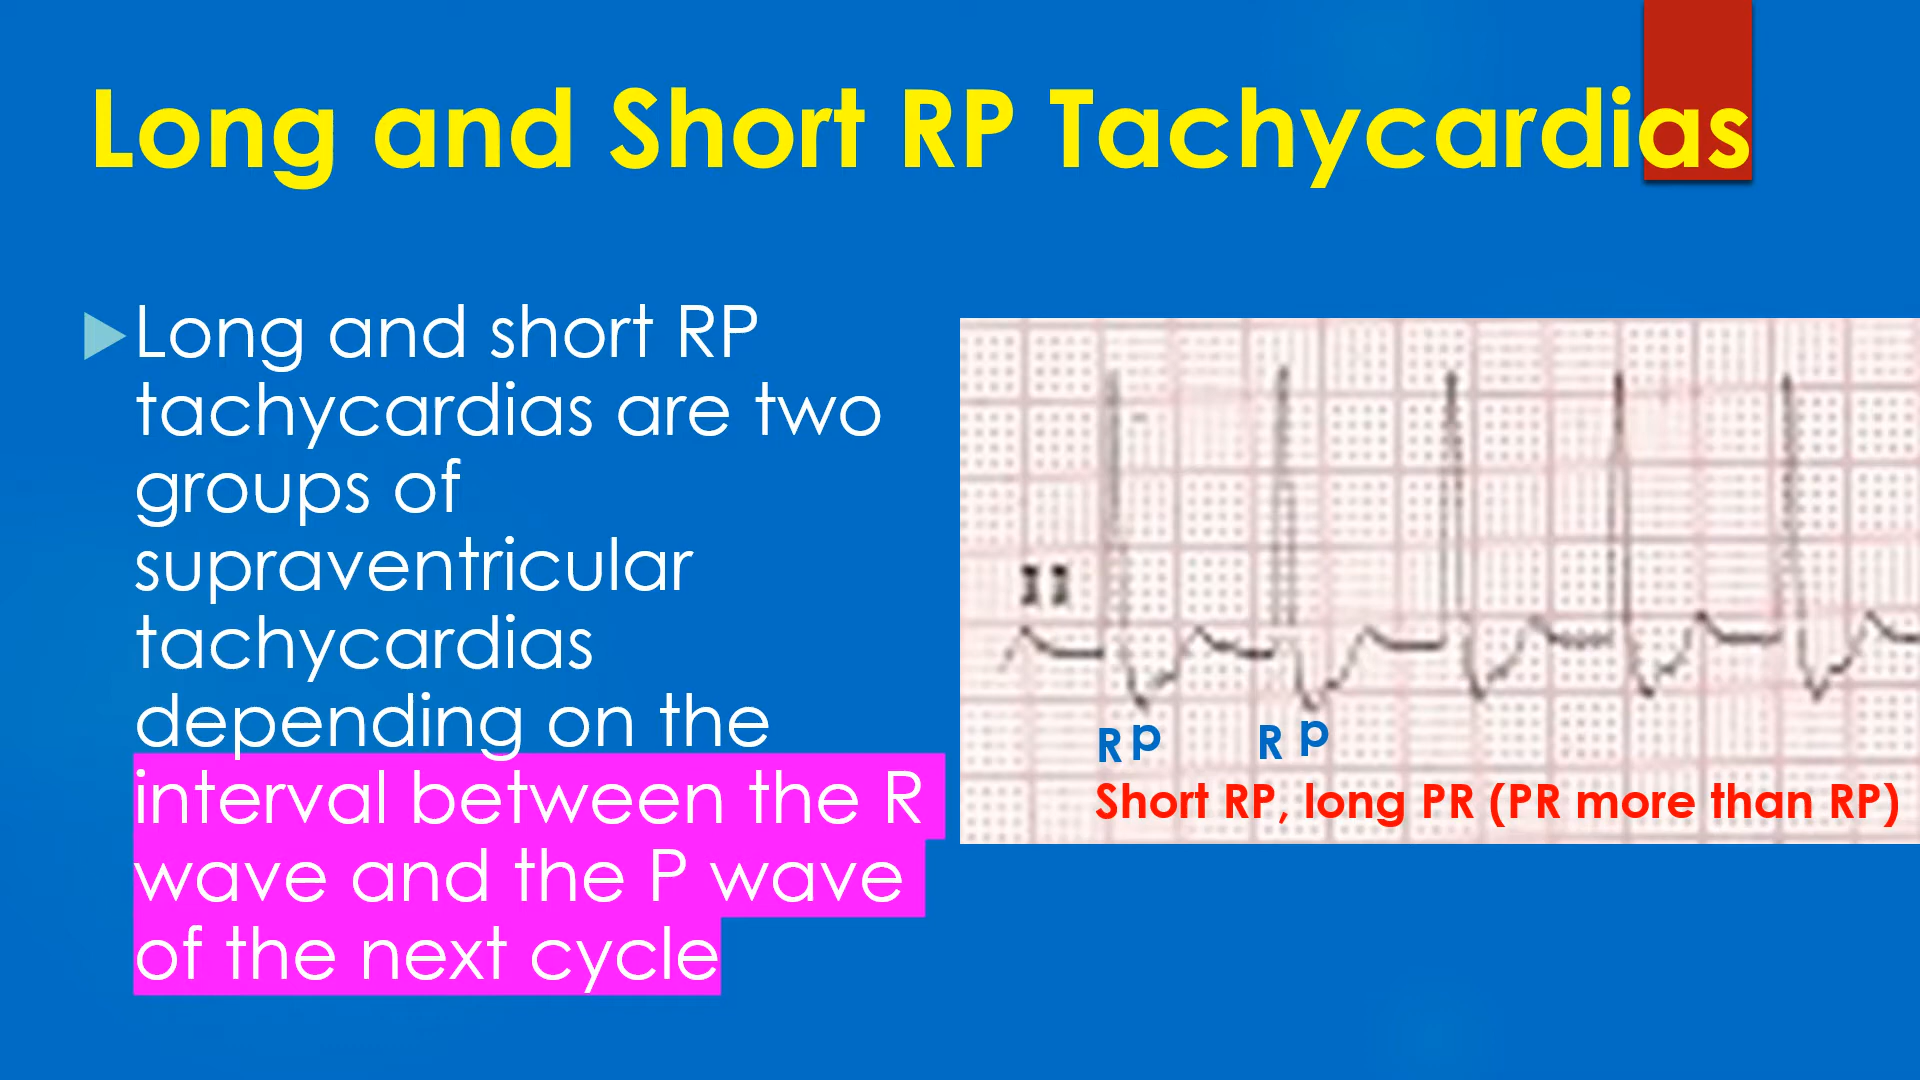 Long and Short RP Tachycardias
Long and short RP
tachycardias are two
groups of
supraventricular
tachycardias
depending on the
interval between the R
wave and the P wave
of the next cycle
II
R P R P
Short RP, long PR (PR more than RP)